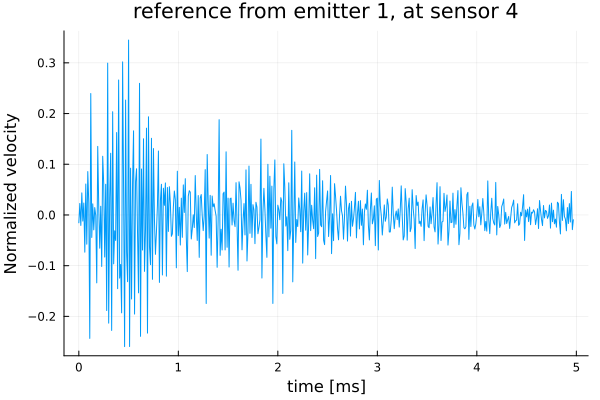 reference from emitter 1, at sensor 4
Normalized velocity
0.3
0.2
0.1
0.0
−0.1
−0.2
0 1 2 3 4 5
time [ms]